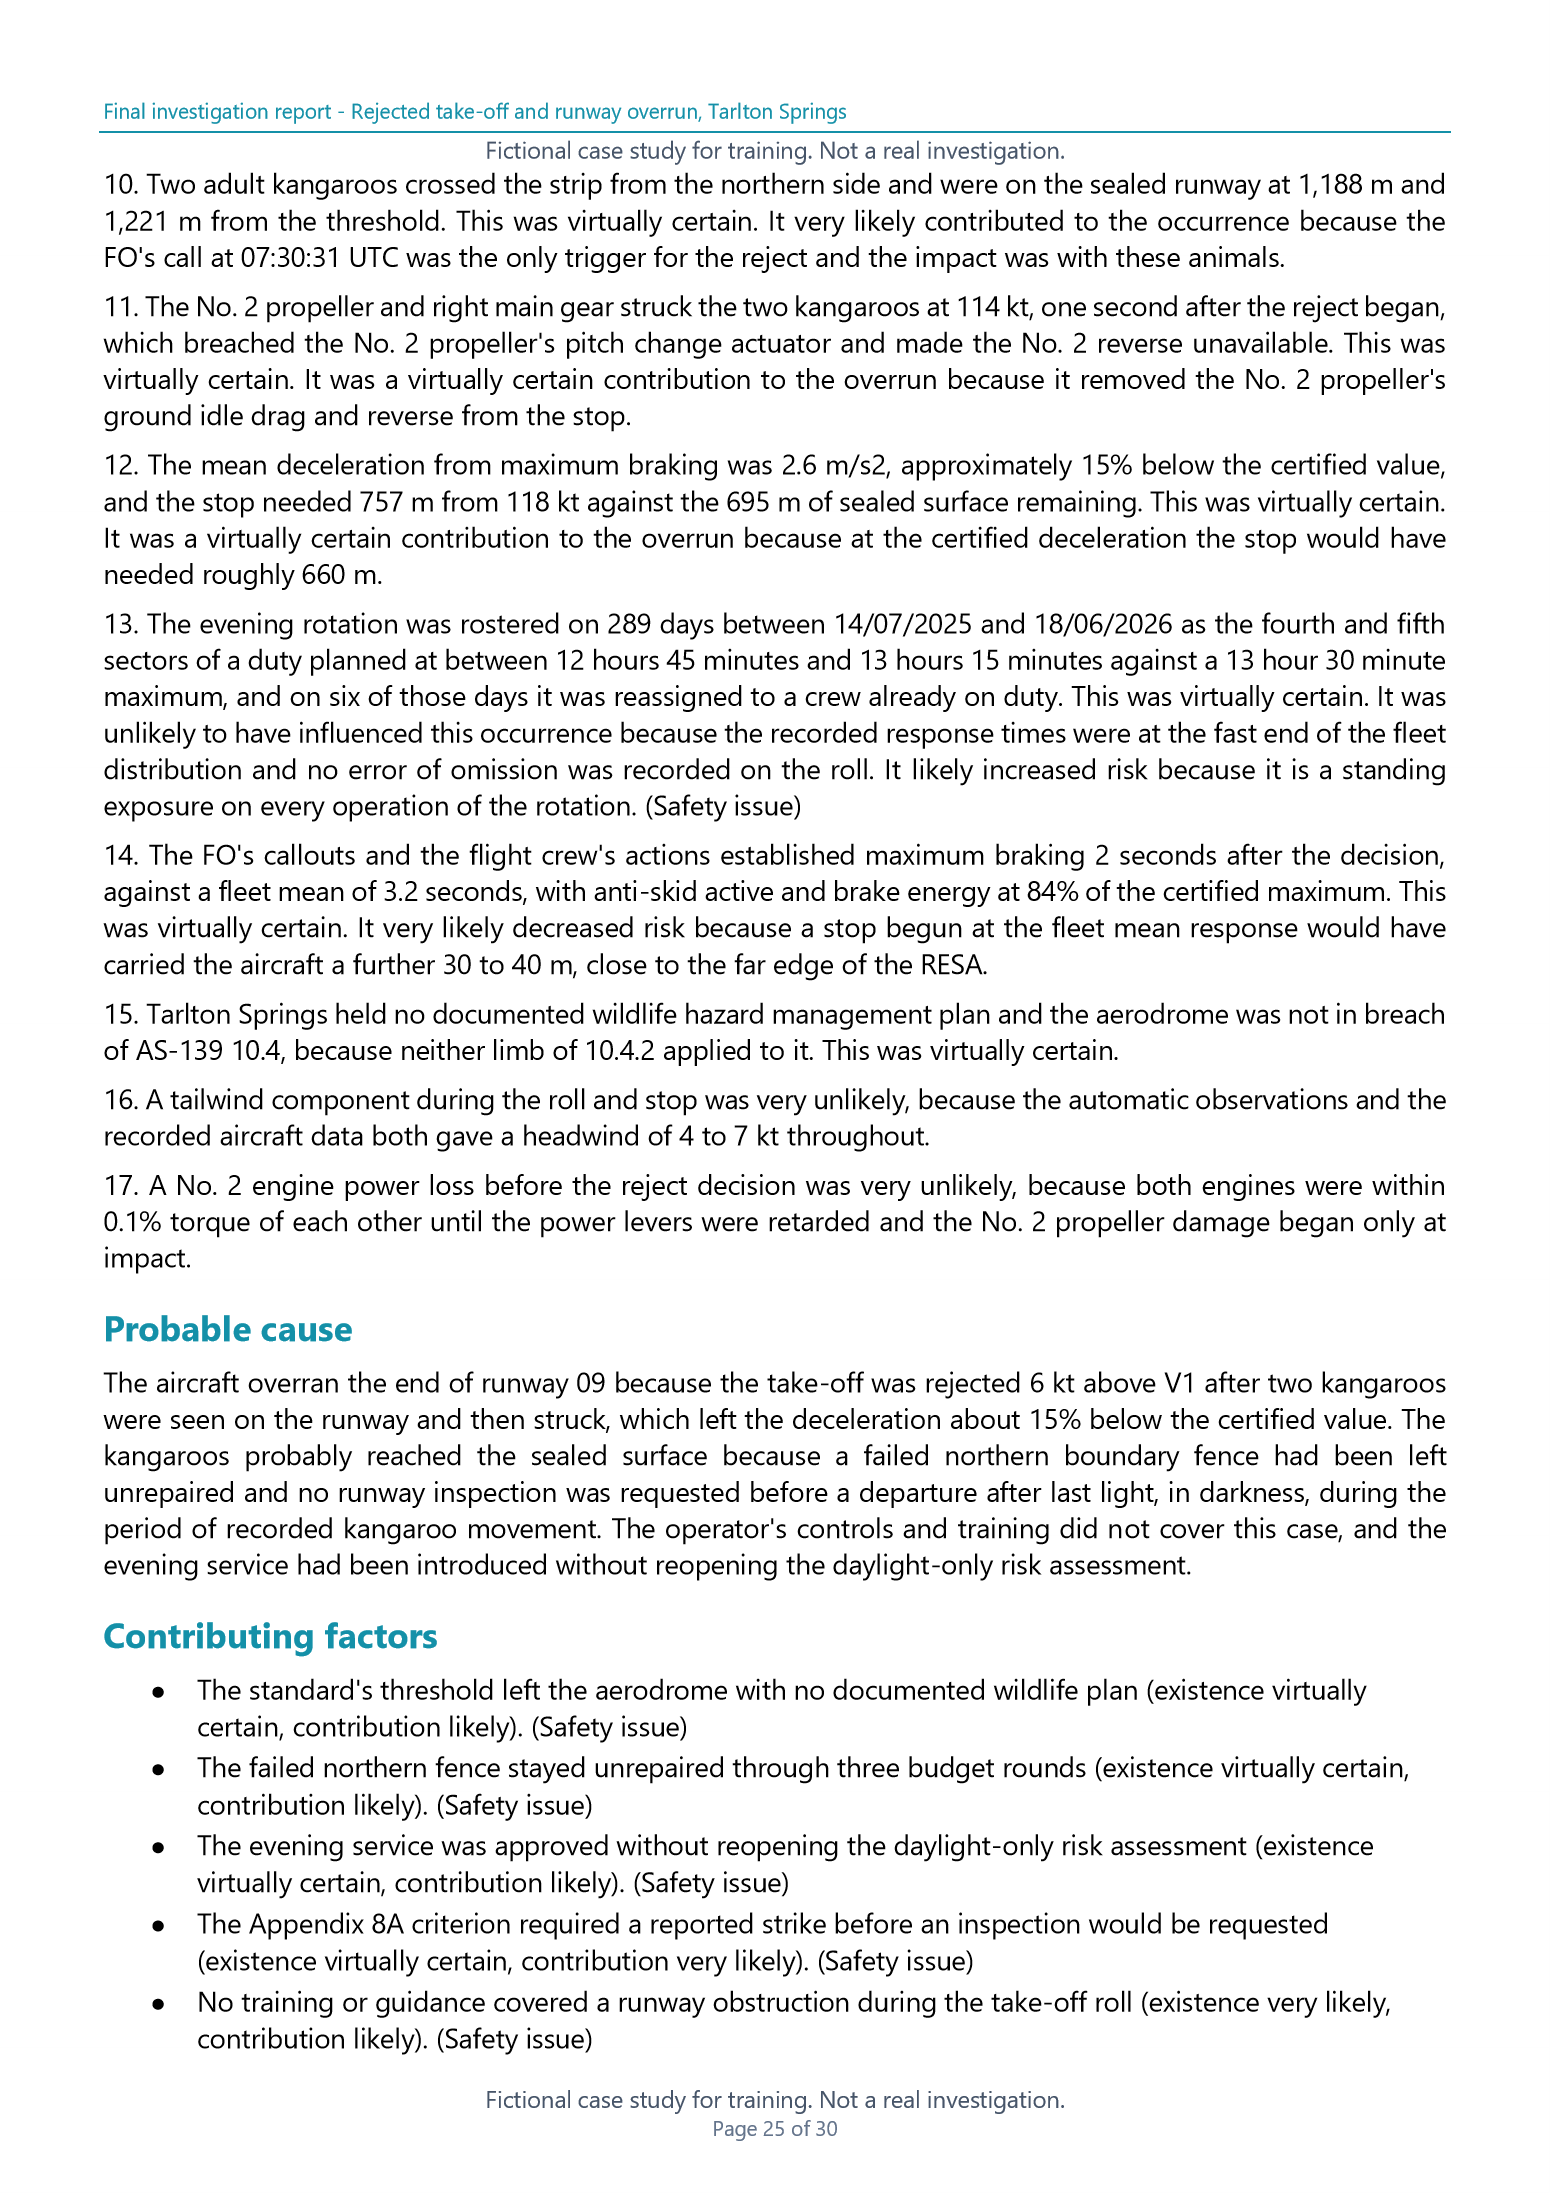 Final investigation report - Rejected take-off and runway overrun, Tarlton Springs
Fictional case study for training. Not a real investigation.
10. Two adult kangaroos crossed the strip from the northern side and were on the sealed runway at 1,188 m and
1,221 m from the threshold. This was virtually certain. It very likely contributed to the occurrence because the
FO's call at 07:30:31 UTC was the only trigger for the reject and the impact was with these animals.
11. The No. 2 propeller and right main gear struck the two kangaroos at 114 kt, one second after the reject began,
which breached the No. 2 propeller's pitch change actuator and made the No. 2 reverse unavailable. This was
virtually certain. It was a virtually certain contribution to the overrun because it removed the No. 2 propeller's
ground idle drag and reverse from the stop.
12. The mean deceleration from maximum braking was 2.6 m/s2, approximately 15% below the certified value,
and the stop needed 757 m from 118 kt against the 695 m of sealed surface remaining. This was virtually certain.
It was a virtually certain contribution to the overrun because at the certified deceleration the stop would have
needed roughly 660 m.
13. The evening rotation was rostered on 289 days between 14/07/2025 and 18/06/2026 as the fourth and fifth
sectors of a duty planned at between 12 hours 45 minutes and 13 hours 15 minutes against a 13 hour 30 minute
maximum, and on six of those days it was reassigned to a crew already on duty. This was virtually certain. It was
unlikely to have influenced this occurrence because the recorded response times were at the fast end of the fleet
distribution and no error of omission was recorded on the roll. It likely increased risk because it is a standing
exposure on every operation of the rotation. (Safety issue)
14. The FO's callouts and the flight crew's actions established maximum braking 2 seconds after the decision,
against a fleet mean of 3.2 seconds, with anti-skid active and brake energy at 84% of the certified maximum. This
was virtually certain. It very likely decreased risk because a stop begun at the fleet mean response would have
carried the aircraft a further 30 to 40 m, close to the far edge of the RESA.
15. Tarlton Springs held no documented wildlife hazard management plan and the aerodrome was not in breach
of AS-139 10.4, because neither limb of 10.4.2 applied to it. This was virtually certain.
16. A tailwind component during the roll and stop was very unlikely, because the automatic observations and the
recorded aircraft data both gave a headwind of 4 to 7 kt throughout.
17. A No. 2 engine power loss before the reject decision was very unlikely, because both engines were within
0.1% torque of each other until the power levers were retarded and the No. 2 propeller damage began only at
impact.
Probable cause
The aircraft overran the end of runway 09 because the take-off was rejected 6 kt above V1 after two kangaroos
were seen on the runway and then struck, which left the deceleration about 15% below the certified value. The
kangaroos probably reached the sealed surface because a failed northern boundary fence had been left
unrepaired and no runway inspection was requested before a departure after last light, in darkness, during the
period of recorded kangaroo movement. The operator's controls and training did not cover this case, and the
evening service had been introduced without reopening the daylight-only risk assessment.
Contributing factors
● The standard's threshold left the aerodrome with no documented wildlife plan (existence virtually
certain, contribution likely). (Safety issue)
● The failed northern fence stayed unrepaired through three budget rounds (existence virtually certain,
contribution likely). (Safety issue)
● The evening service was approved without reopening the daylight-only risk assessment (existence
virtually certain, contribution likely). (Safety issue)
● The Appendix 8A criterion required a reported strike before an inspection would be requested
(existence virtually certain, contribution very likely). (Safety issue)
● No training or guidance covered a runway obstruction during the take-off roll (existence very likely,
contribution likely). (Safety issue)
Fictional case study for training. Not a real investigation.
Page 25 of 30